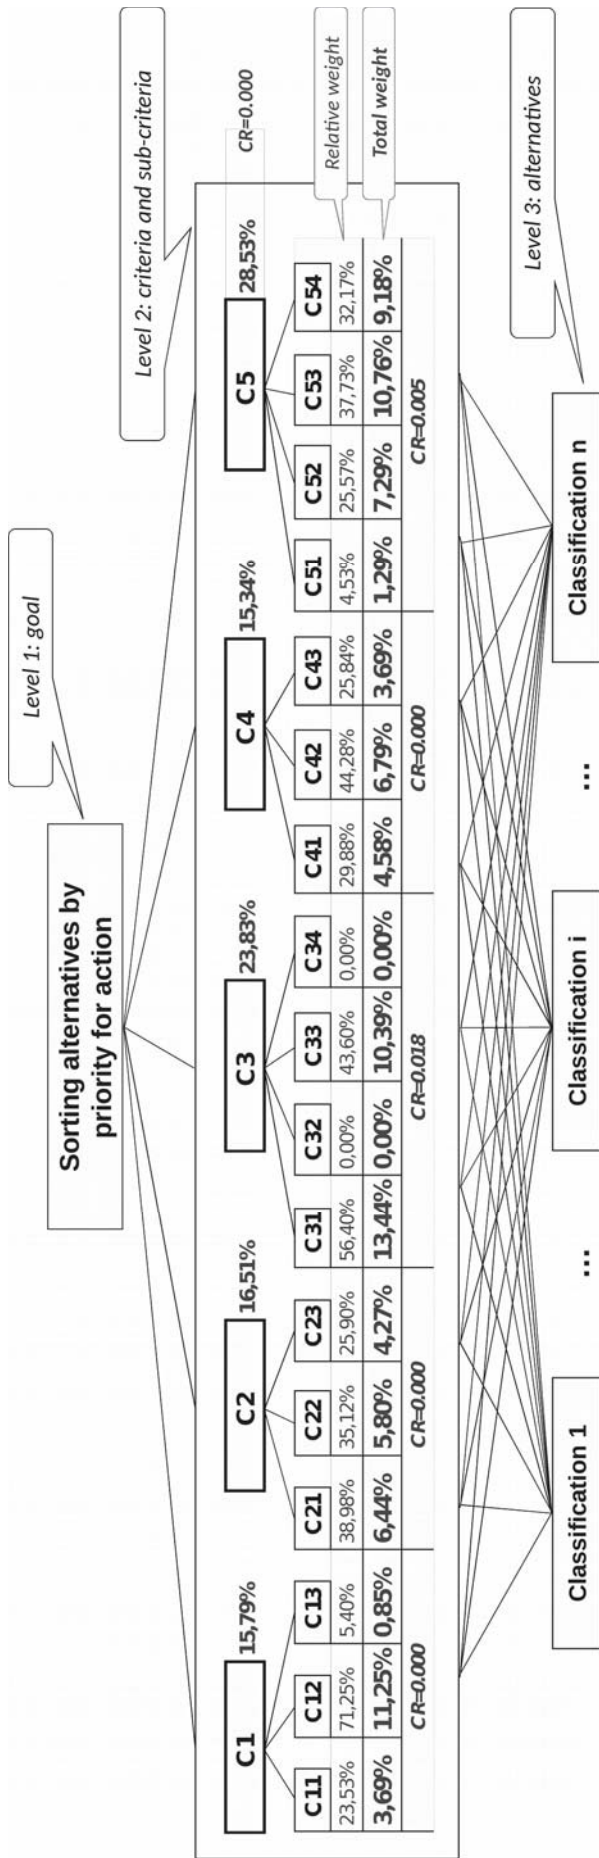 Level 1: goal
Sorting alternatives by
priority for action
Level 2: criteria and sub-criteria
C1 15,79% C2 16,51% C3 23,83% C4 15,34% C5 28,53% CR=0.000
C11 C12 C13 C21 C22 C23 C31 C32 C33 C34 C41 C42 C43 C51 C52 C53 C54
23,53% 71,25% 5,40% 38,98% 35,12% 25,90% 56,40% 0,00% 43,60% 0,00% 29,88% 44,28% 25,84% 4,53% 25,57% 37,73% 32,17% Relative weight
3,69% 11,25% 0,85% 6,44% 5,80% 4,27% 13,44% 0,00% 10,39% 0,00% 4,58% 6,79% 3,69% 1,29% 7,29% 10,76% 9,18% Total weight
CR=0.000 CR=0.000 CR=0.018 CR=0.000 CR=0.005
Level 3: alternatives
Classification 1 ... Classification i ... Classification n